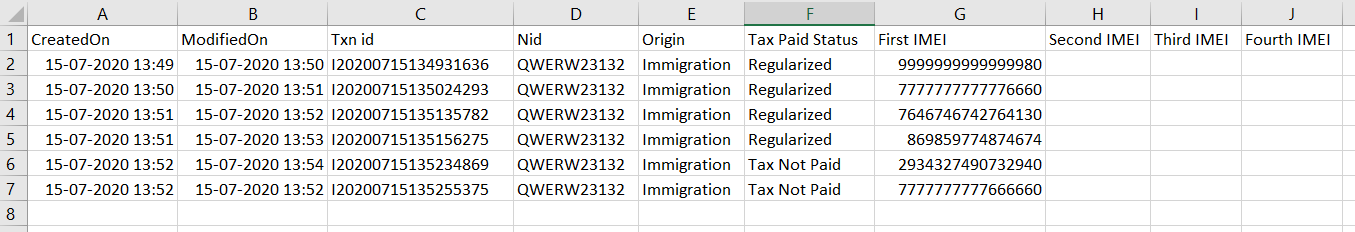 A B C D E F G H I J
1 CreatedOn ModifiedOn Txn id Nid Origin Tax Paid Status First IMEI Second IMEI Third IMEI Fourth IMEI
2 15-07-2020 13:49 15-07-2020 13:50 I20200715134931636 QWERW23132 Immigration Regularized 9999999999999980
3 15-07-2020 13:50 15-07-2020 13:51 I20200715135024293 QWERW23132 Immigration Regularized 7777777777776660
4 15-07-2020 13:51 15-07-2020 13:52 I20200715135135782 QWERW23132 Immigration Regularized 7646746742764130
5 15-07-2020 13:51 15-07-2020 13:53 I20200715135156275 QWERW23132 Immigration Regularized 869859774874674
6 15-07-2020 13:52 15-07-2020 13:54 I20200715135234869 QWERW23132 Immigration Tax Not Paid 2934327490732940
7 15-07-2020 13:52 15-07-2020 13:52 I20200715135255375 QWERW23132 Immigration Tax Not Paid 7777777777666660
8